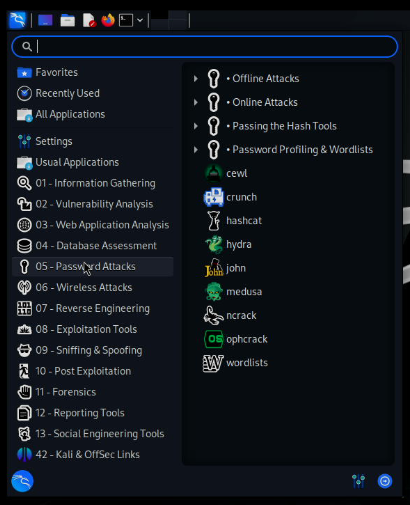 Favorites
Recently Used
All Applications
Settings
Usual Applications
01 - Information Gathering
02 - Vulnerability Analysis
03 - Web Application Analysis
04 - Database Assessment
05 - Password Attacks
06 - Wireless Attacks
07 - Reverse Engineering
08 - Exploitation Tools
09 - Sniffing & Spoofing
10 - Post Exploitation
11 - Forensics
12 - Reporting Tools
13 - Social Engineering Tools
42 - Kali & OffSec Links
• Offline Attacks
• Online Attacks
• Passing the Hash Tools
• Password Profiling & Wordlists
cewl
crunch
hashcat
hydra
john
medusa
ncrack
ophcrack
wordlists